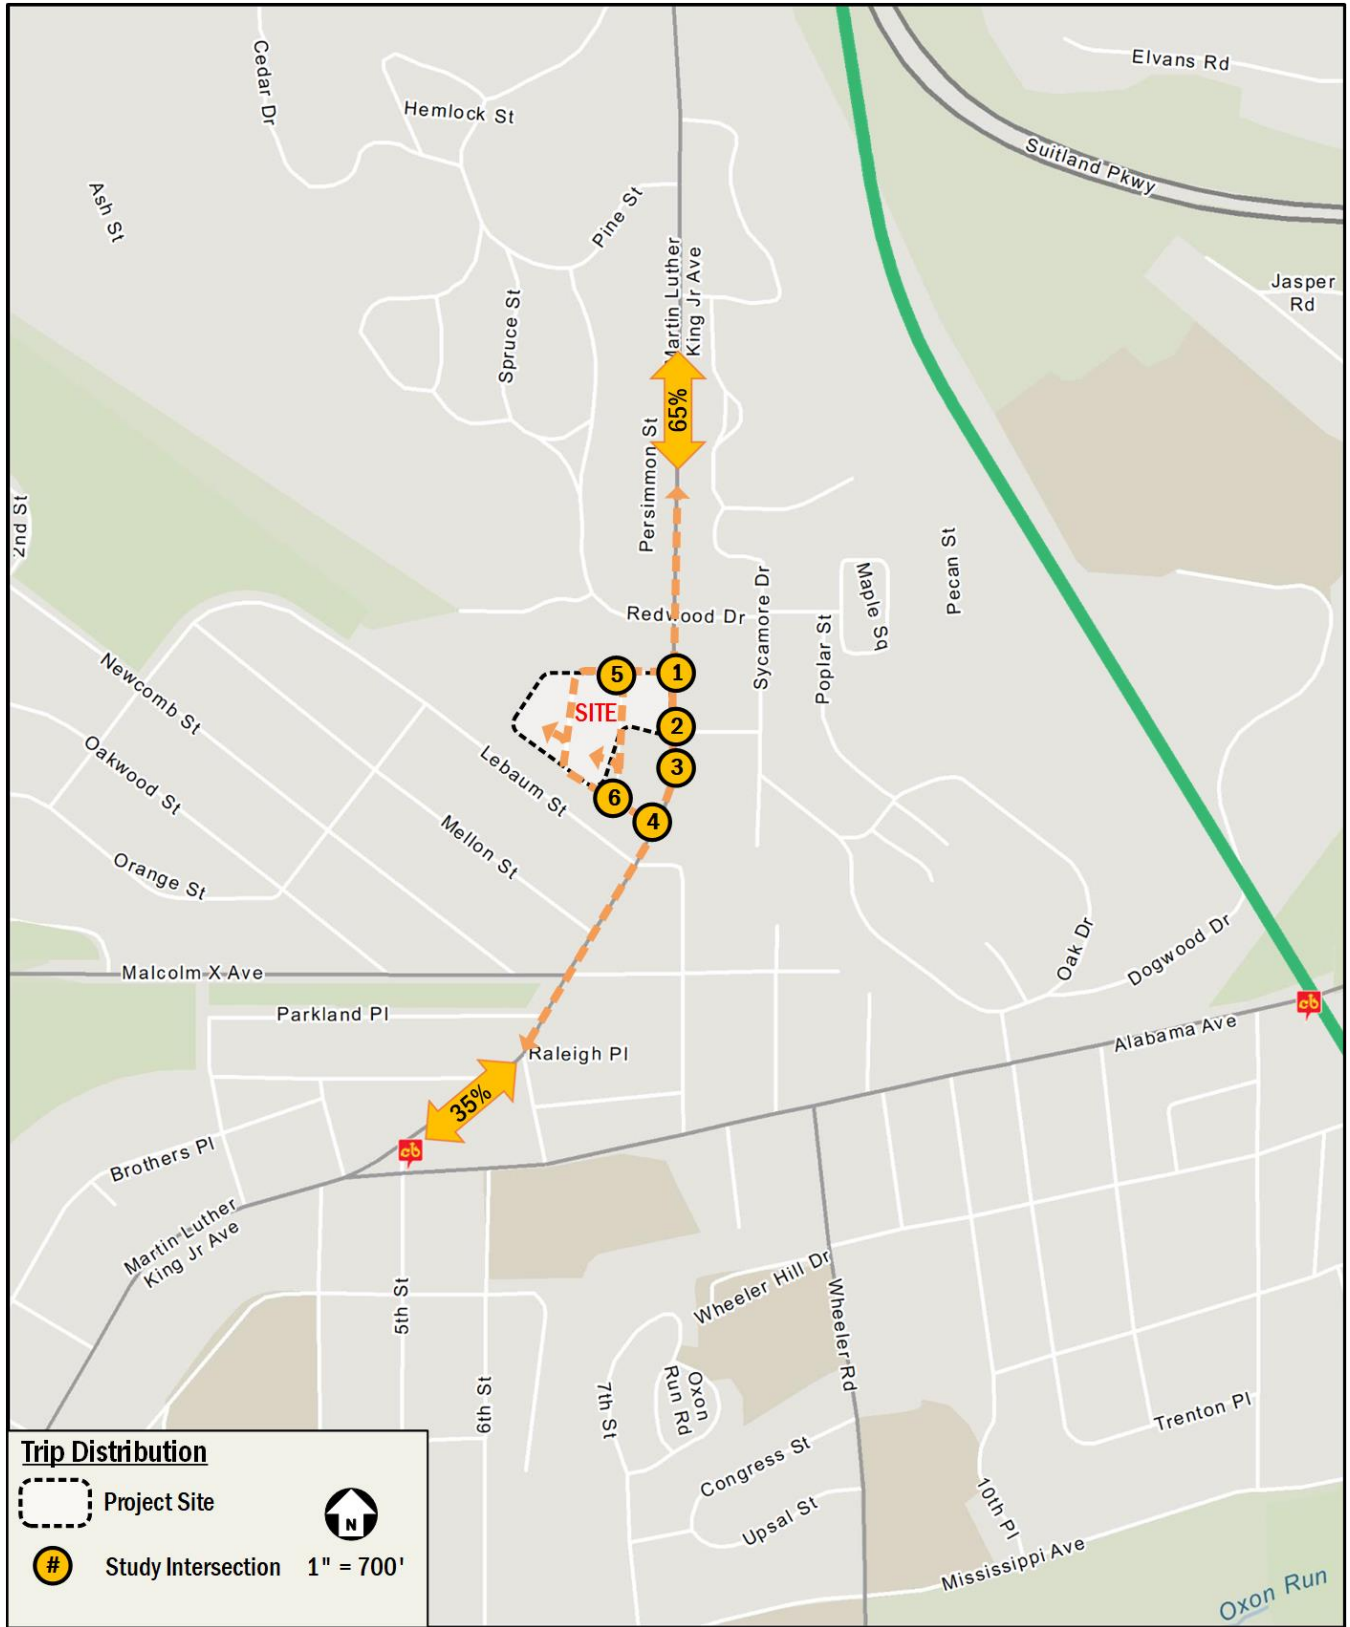 Elvans Rd
Cedar Dr
Hemlock St
Suitland Pkwy
Ash St
Pine St
Martin Luther
King Jr Ave
Jasper
Rd
Spruce St
65%
Persimmon St
2nd St
Pecan St
Maple Sq
Sycamore Dr
Redwood Dr
Poplar St
5
1
SITE
2
3
6
4
Newcomb St
Lebaum St
Oakwood St
Mellon St
Orange St
Oak Dr
Dogwood Dr
Malcolm X Ave
cb
Parkland Pl
Alabama Ave
Raleigh Pl
35%
cb
Brothers Pl
Martin Luther
King Jr Ave
5th St
Wheeler Hill Dr
Wheeler Rd
6th St
7th St
Oxon
Run Rd
Trenton Pl
Congress St
10th Pl
Upsal St
Mississippi Ave
Oxon Run
Trip Distribution
Project Site
N
# Study Intersection 1" = 700'